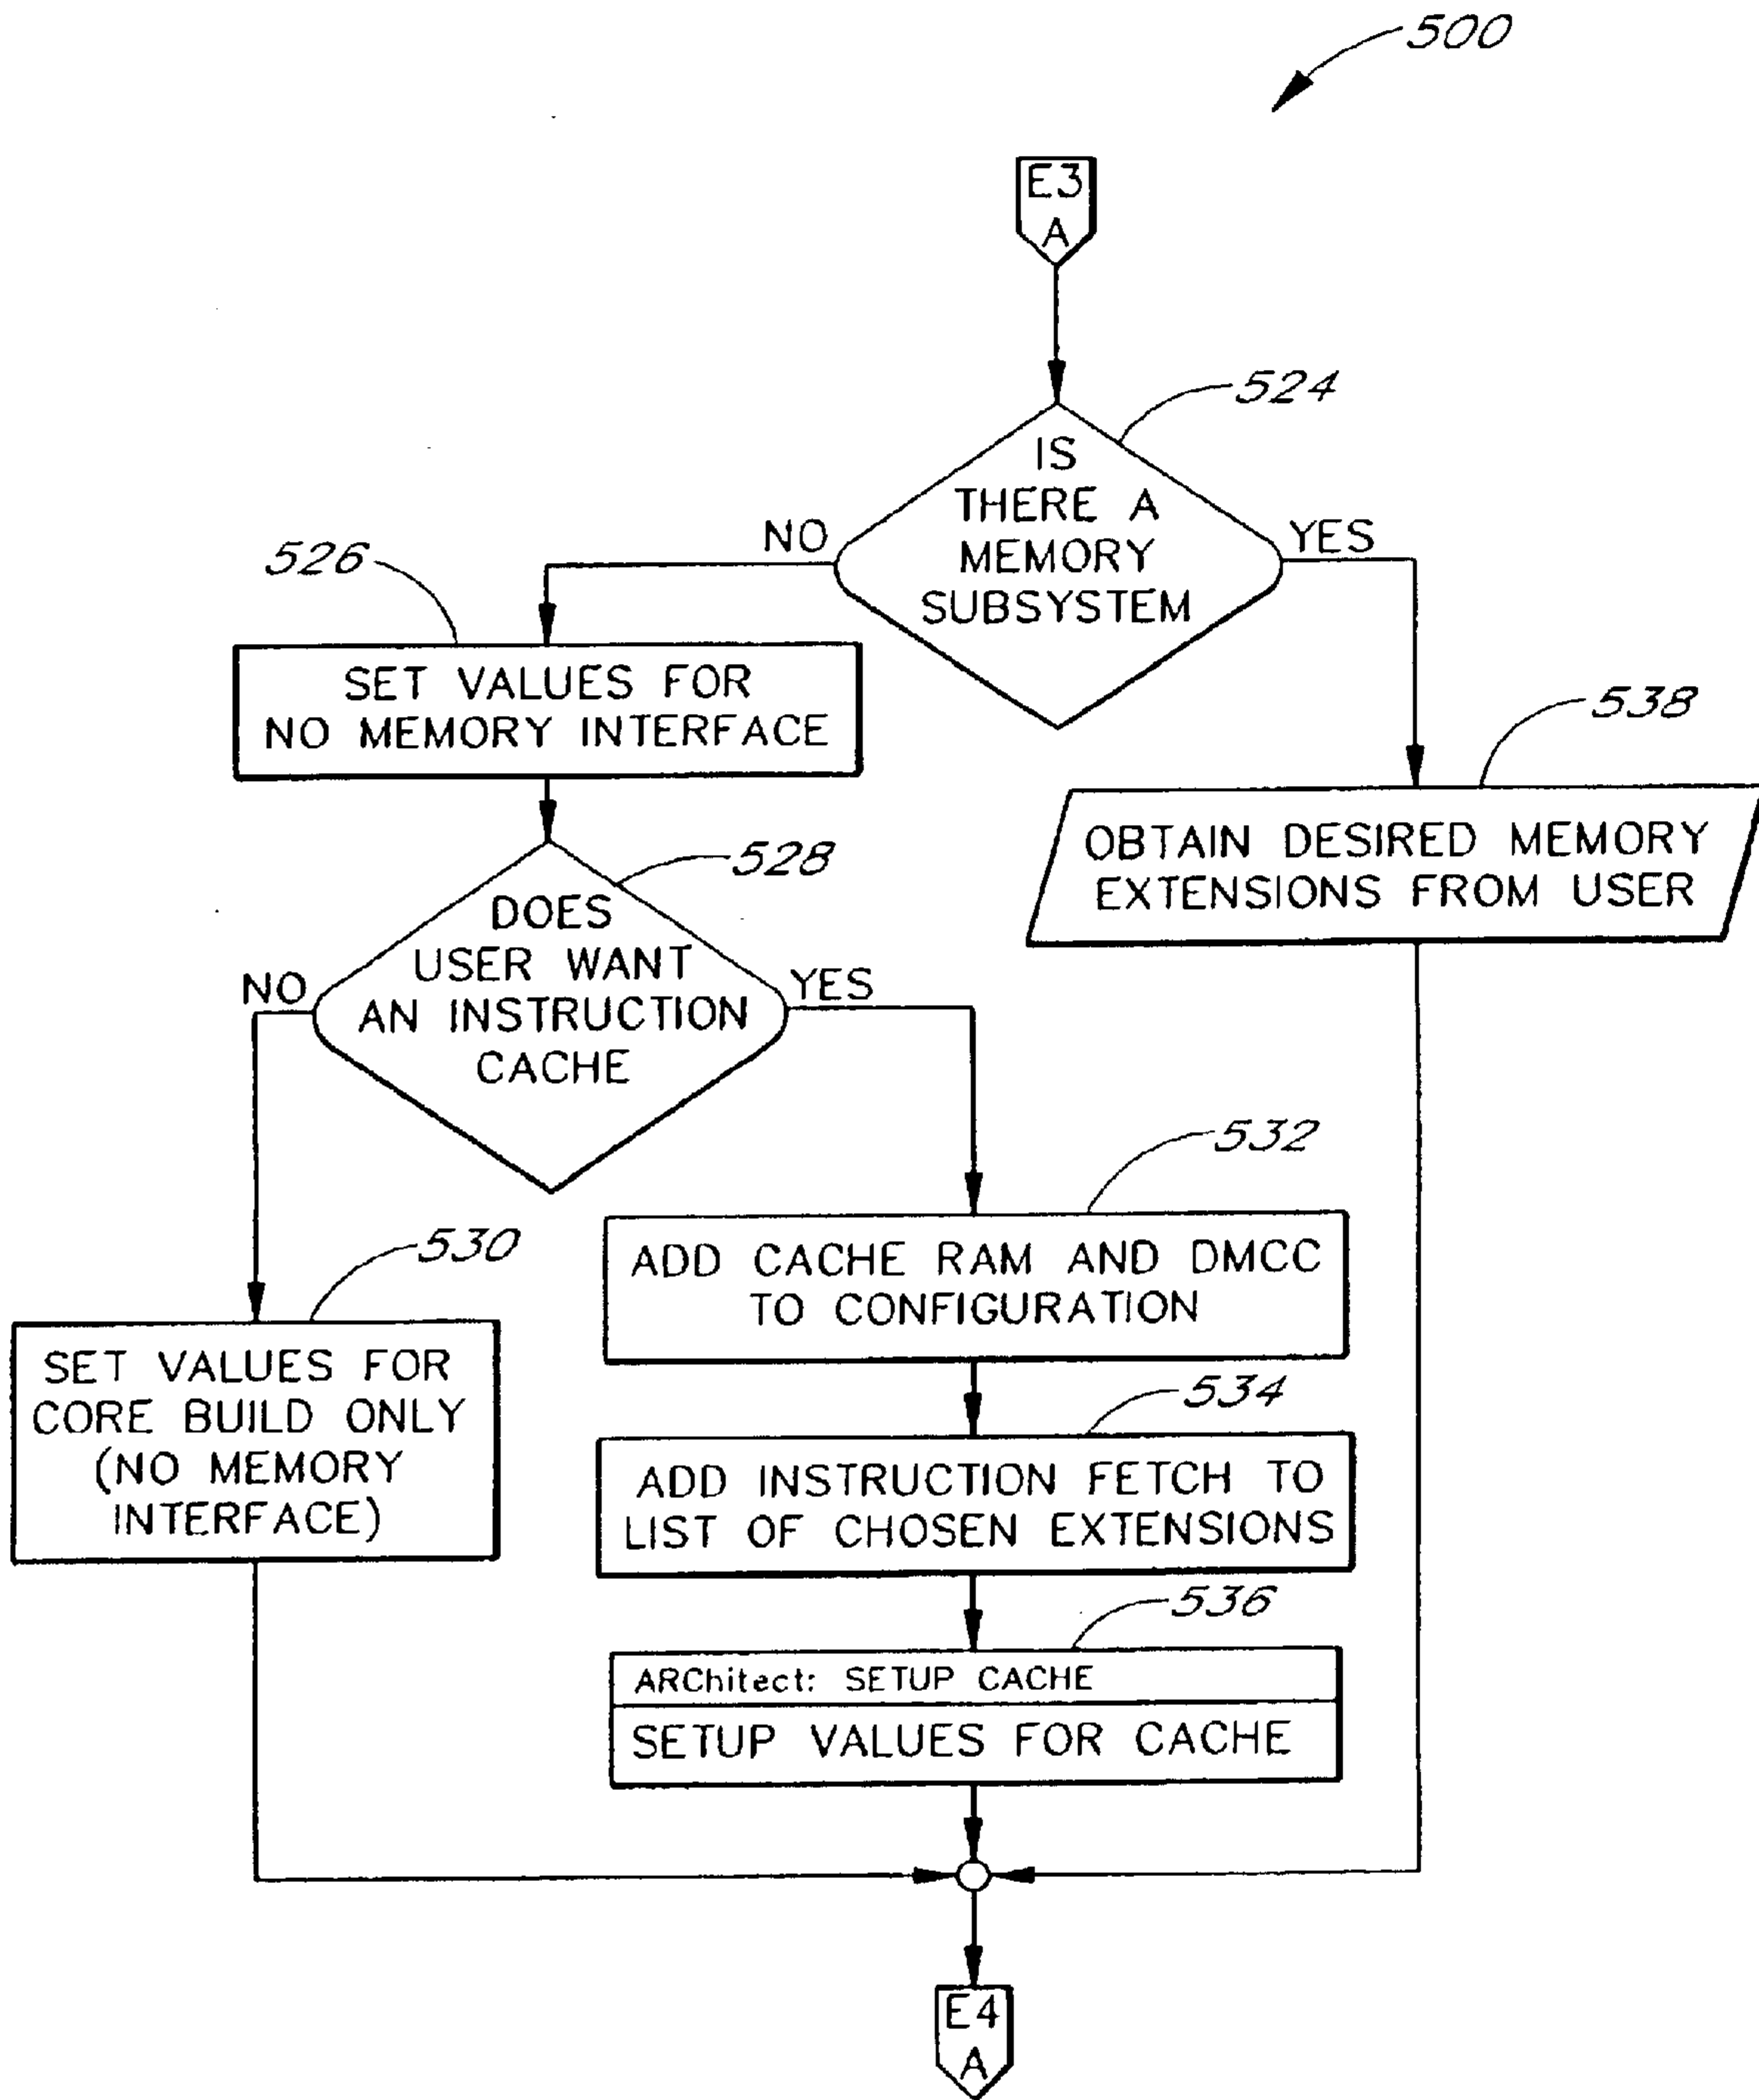 500
E3
A
524
IS
THERE A
MEMORY
SUBSYSTEM
NO
YES
526
SET VALUES FOR
NO MEMORY INTERFACE
538
OBTAIN DESIRED MEMORY
EXTENSIONS FROM USER
528
DOES
USER WANT
AN INSTRUCTION
CACHE
NO
YES
532
ADD CACHE RAM AND DMCC
TO CONFIGURATION
530
SET VALUES FOR
CORE BUILD ONLY
(NO MEMORY
INTERFACE)
534
ADD INSTRUCTION FETCH TO
LIST OF CHOSEN EXTENSIONS
536
ARChitect: SETUP CACHE
SETUP VALUES FOR CACHE
E4
A